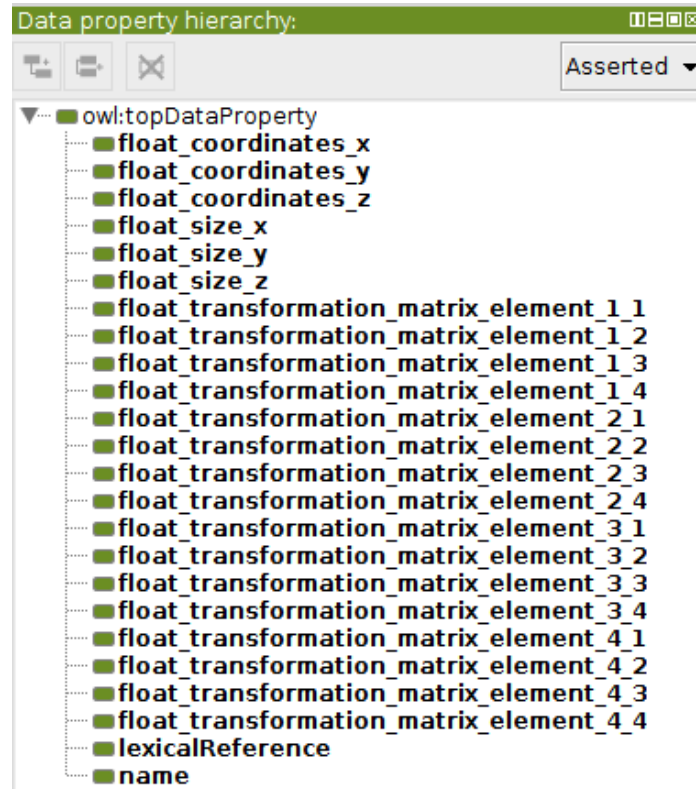 Data property hierarchy:
Asserted
owl:topDataProperty
float_coordinates_x
float_coordinates_y
float_coordinates_z
float_size_x
float_size_y
float_size_z
float_transformation_matrix_element_1_1
float_transformation_matrix_element_1_2
float_transformation_matrix_element_1_3
float_transformation_matrix_element_1_4
float_transformation_matrix_element_2_1
float_transformation_matrix_element_2_2
float_transformation_matrix_element_2_3
float_transformation_matrix_element_2_4
float_transformation_matrix_element_3_1
float_transformation_matrix_element_3_2
float_transformation_matrix_element_3_3
float_transformation_matrix_element_3_4
float_transformation_matrix_element_4_1
float_transformation_matrix_element_4_2
float_transformation_matrix_element_4_3
float_transformation_matrix_element_4_4
lexicalReference
name